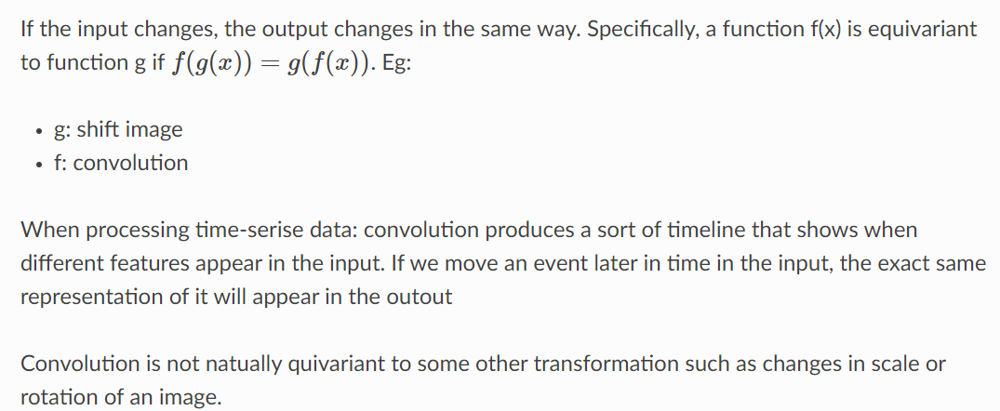 If the input changes, the output changes in the same way. Specifically, a function f(x) is equivariant
to function g if f(g(x)) = g(f(x)). Eg:
• g: shift image
• f: convolution
When processing time-serise data: convolution produces a sort of timeline that shows when
different features appear in the input. If we move an event later in time in the input, the exact same
representation of it will appear in the outout
Convolution is not natually quivariant to some other transformation such as changes in scale or
rotation of an image.